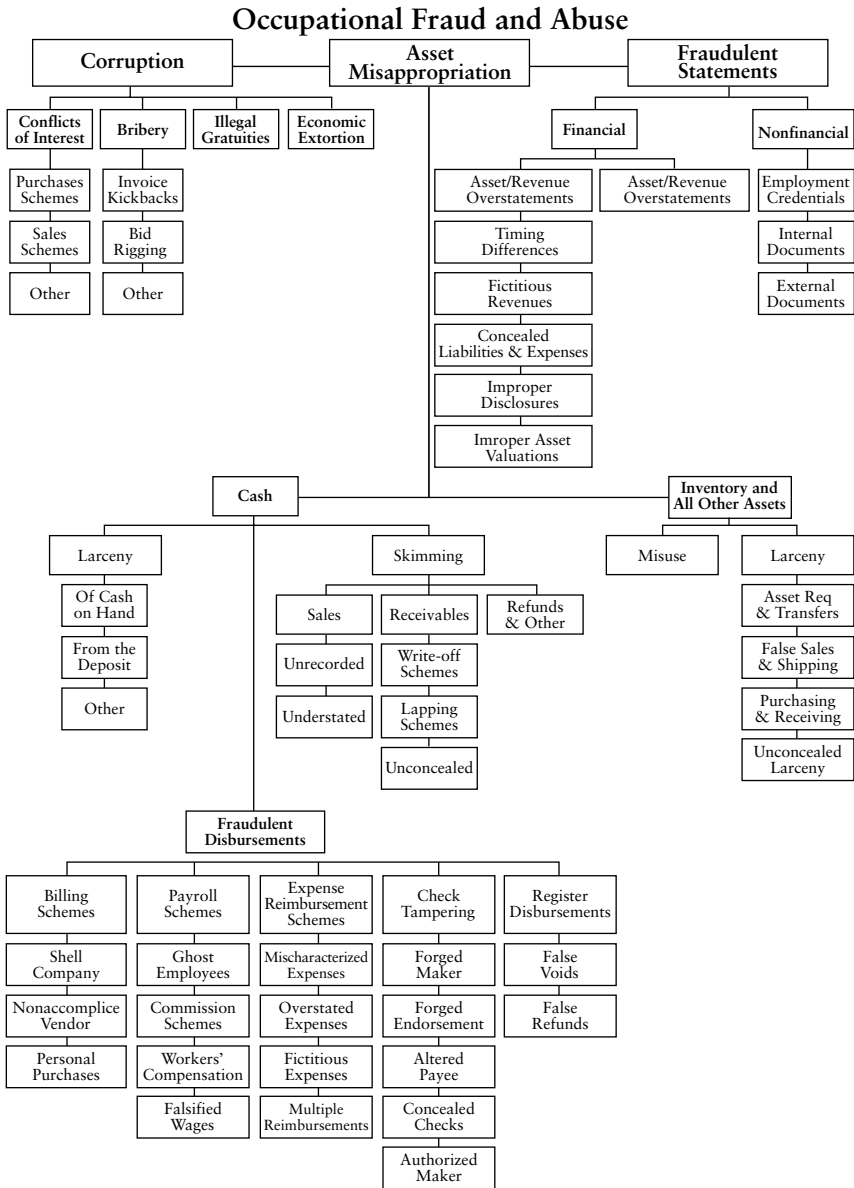 Occupational Fraud and Abuse
Corruption
Asset
Misappropriation
Fraudulent
Statements
Conflicts
of Interest
Bribery
Illegal
Gratuities
Economic
Extortion
Financial
Nonfinancial
Purchases
Schemes
Sales
Schemes
Other
Invoice
Kickbacks
Bid
Rigging
Other
Asset/Revenue
Overstatements
Timing
Differences
Fictitious
Revenues
Concealed
Liabilities & Expenses
Improper
Disclosures
Imroper Asset
Valuations
Asset/Revenue
Overstatements
Employment
Credentials
Internal
Documents
External
Documents
Cash
Inventory and
All Other Assets
Larceny
Of Cash
on Hand
From the
Deposit
Other
Skimming
Sales
Unrecorded
Understated
Receivables
Write-off
Schemes
Lapping
Schemes
Unconcealed
Refunds
& Other
Misuse
Larceny
Asset Req
& Transfers
False Sales
& Shipping
Purchasing
& Receiving
Unconcealed
Larceny
Fraudulent
Disbursements
Billing
Schemes
Shell
Company
Nonaccomplice
Vendor
Personal
Purchases
Payroll
Schemes
Ghost
Employees
Commission
Schemes
Workers'
Compensation
Falsified
Wages
Expense
Reimbursement
Schemes
Mischaracterized
Expenses
Overstated
Expenses
Fictitious
Expenses
Multiple
Reimbursements
Check
Tampering
Forged
Maker
Forged
Endorsement
Altered
Payee
Concealed
Checks
Authorized
Maker
Register
Disbursements
False
Voids
False
Refunds